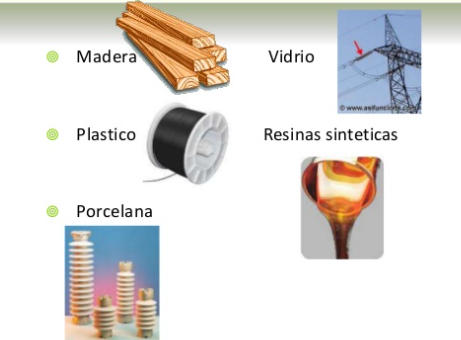 Madera
Vidrio
© www.asifunciona.com
Plastico
Resinas sinteticas
Porcelana